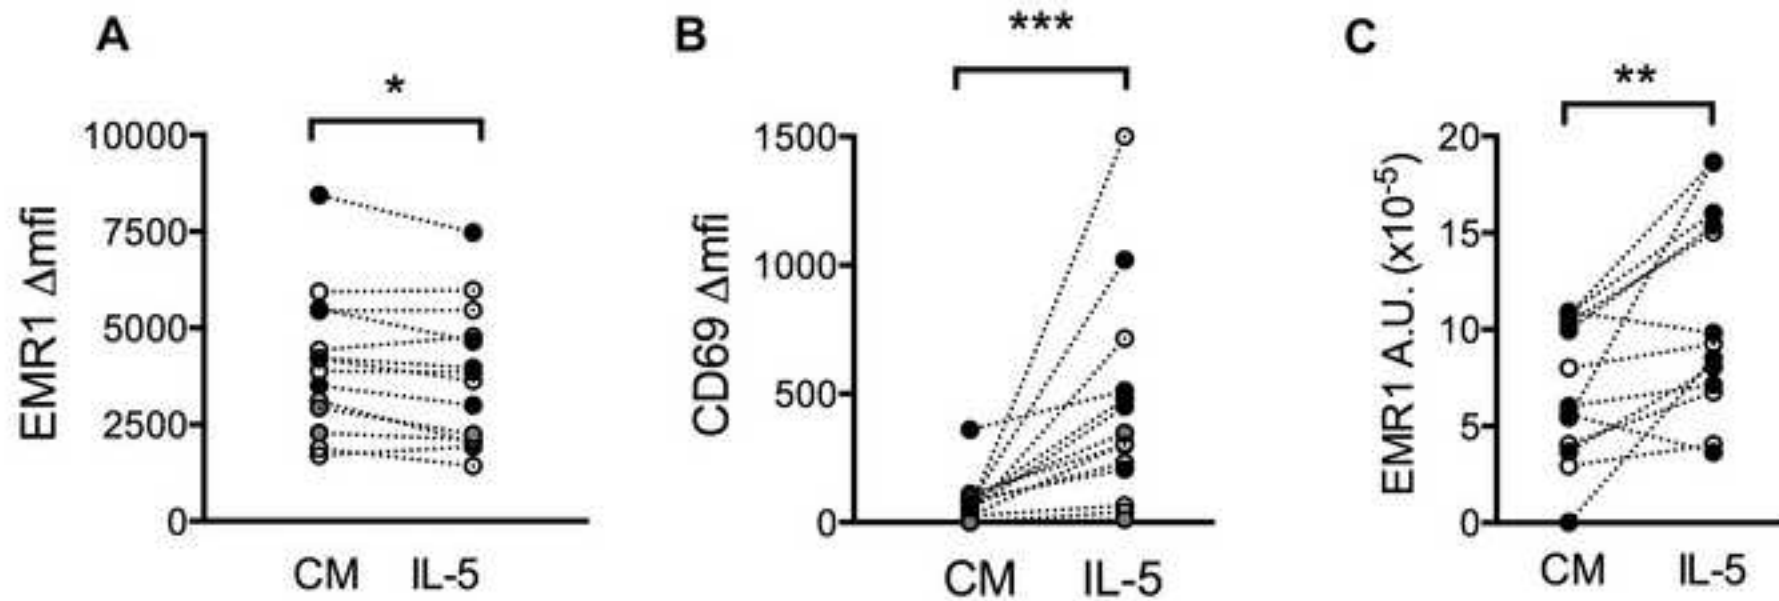 A
*
EMR1 Δmfi
10000
7500
5000
2500
0
CM IL-5
B
***
CD69 Δmfi
1500
1000
500
0
CM IL-5
C
**
EMR1 A.U. (x10⁻⁵)
20
15
10
5
0
CM IL-5